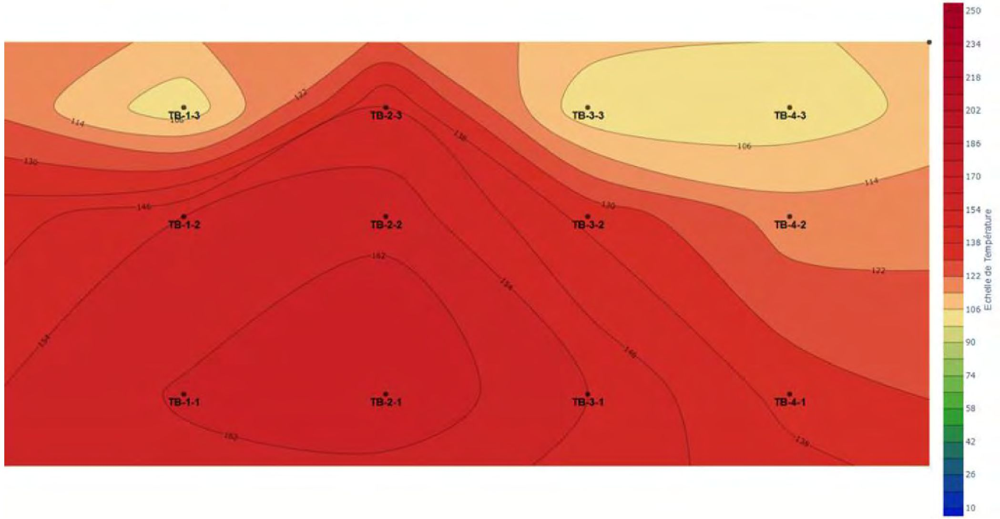 250
234
218
202
186
170
154
138
122
106
90
74
58
42
26
10
Echelle de Température
122
TB-1-3
106
114
TB-2-3
TB-3-3
TB-4-3
138
106
130
114
146
130
TB-1-2
TB-2-2
TB-3-2
TB-4-2
162
122
154
154
146
TB-1-1
TB-2-1
TB-3-1
TB-4-1
162
138